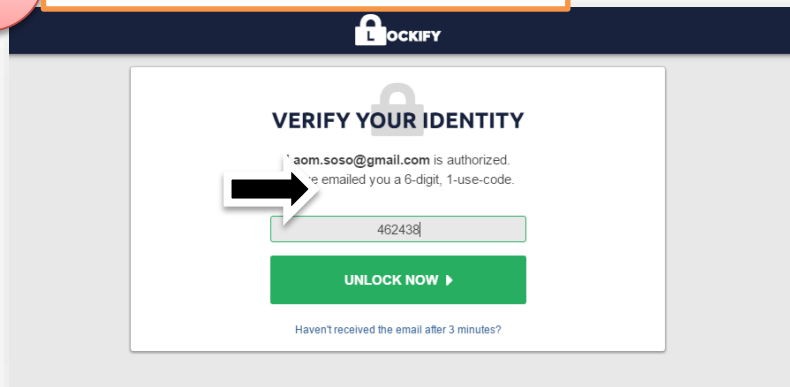 LOCKIFY
VERIFY YOUR IDENTITY
aom.soso@gmail.com is authorized.
emailed you a 6-digit, 1-use-code.
462438
UNLOCK NOW
Haven't received the email after 3 minutes?